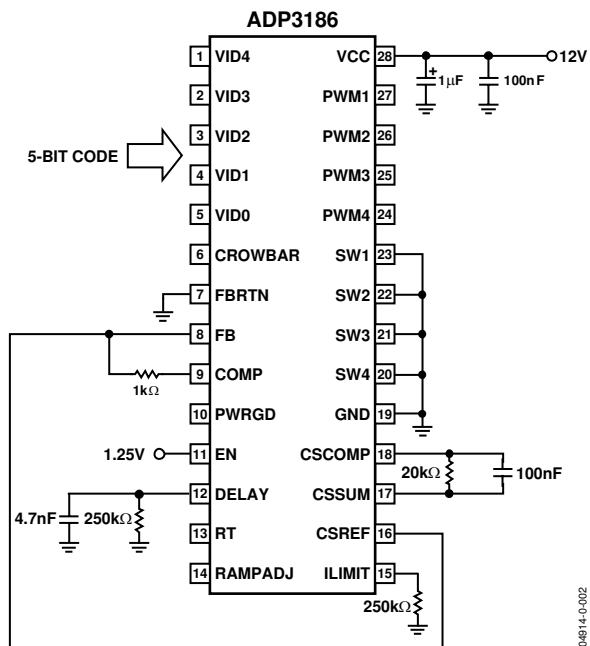 ADP3186
1 VID4
VCC 28
12V
+
1μF
100nF
2 VID3
PWM1 27
3 VID2
PWM2 26
5-BIT CODE
4 VID1
PWM3 25
5 VID0
PWM4 24
6 CROWBAR
SW1 23
7 FBRTN
SW2 22
8 FB
SW3 21
9 COMP
SW4 20
1kΩ
10 PWRGD
GND 19
1.25V
11 EN
CSCOMP 18
20kΩ
100nF
12 DELAY
CSSUM 17
4.7nF
250kΩ
13 RT
CSREF 16
14 RAMPADJ
ILIMIT 15
250kΩ
04914-0-002